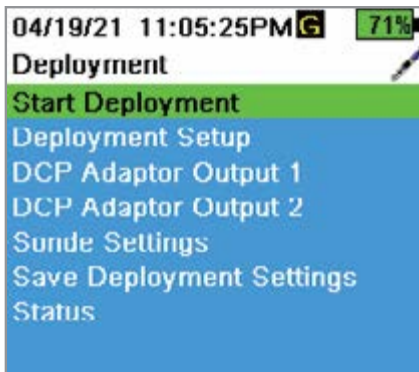 04/19/21 11:05:25PM G 71%
Deployment
Start Deployment
Deployment Setup
DCP Adaptor Output 1
DCP Adaptor Output 2
Sonde Settings
Save Deployment Settings
Status